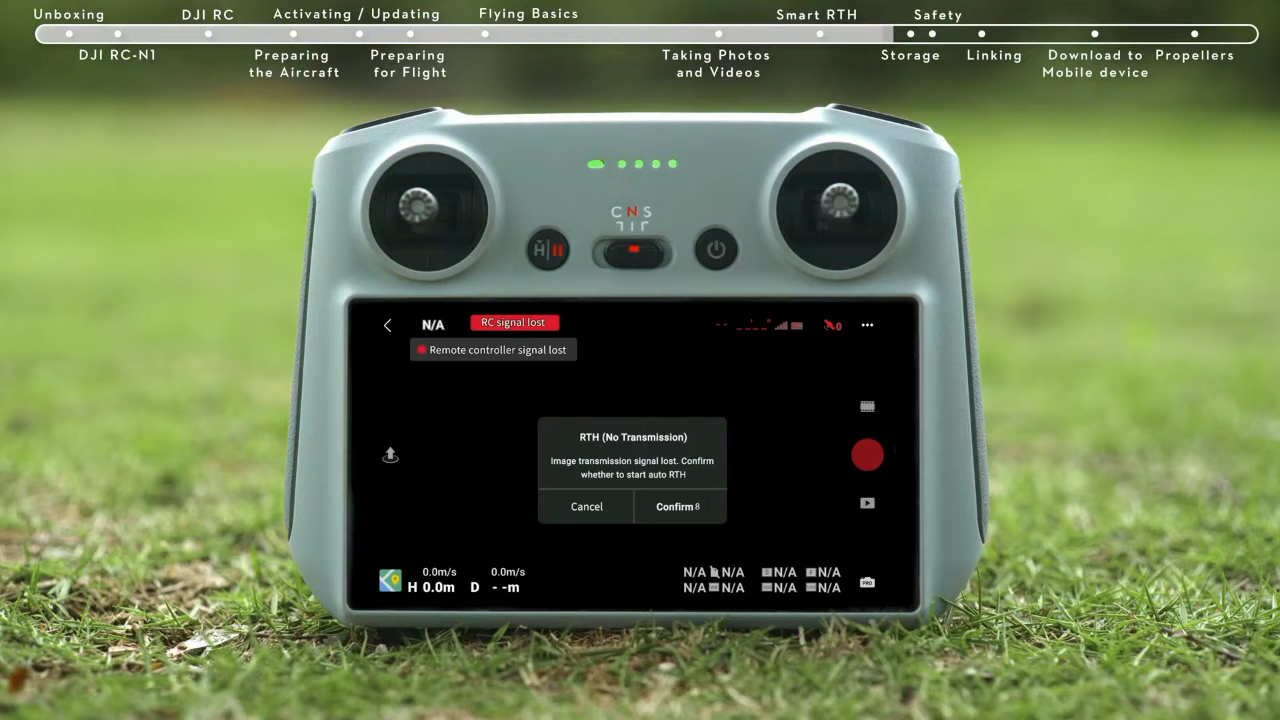 Unboxing
DJI RC
Activating / Updating
Flying Basics
Smart RTH
Safety
DJI RC-N1
Preparing
the Aircraft
Preparing
for Flight
Taking Photos
and Videos
Storage
Linking
Download to
Mobile device
Propellers
C N S
H
N/A
RC signal lost
0
Remote controller signal lost
RTH (No Transmission)
Image transmission signal lost. Confirm
whether to start auto RTH
Cancel
Confirm 8
0.0m/s
0.0m/s
H 0.0m D - -m
N/A N/A N/A N/A
N/A N/A N/A N/A
PRO